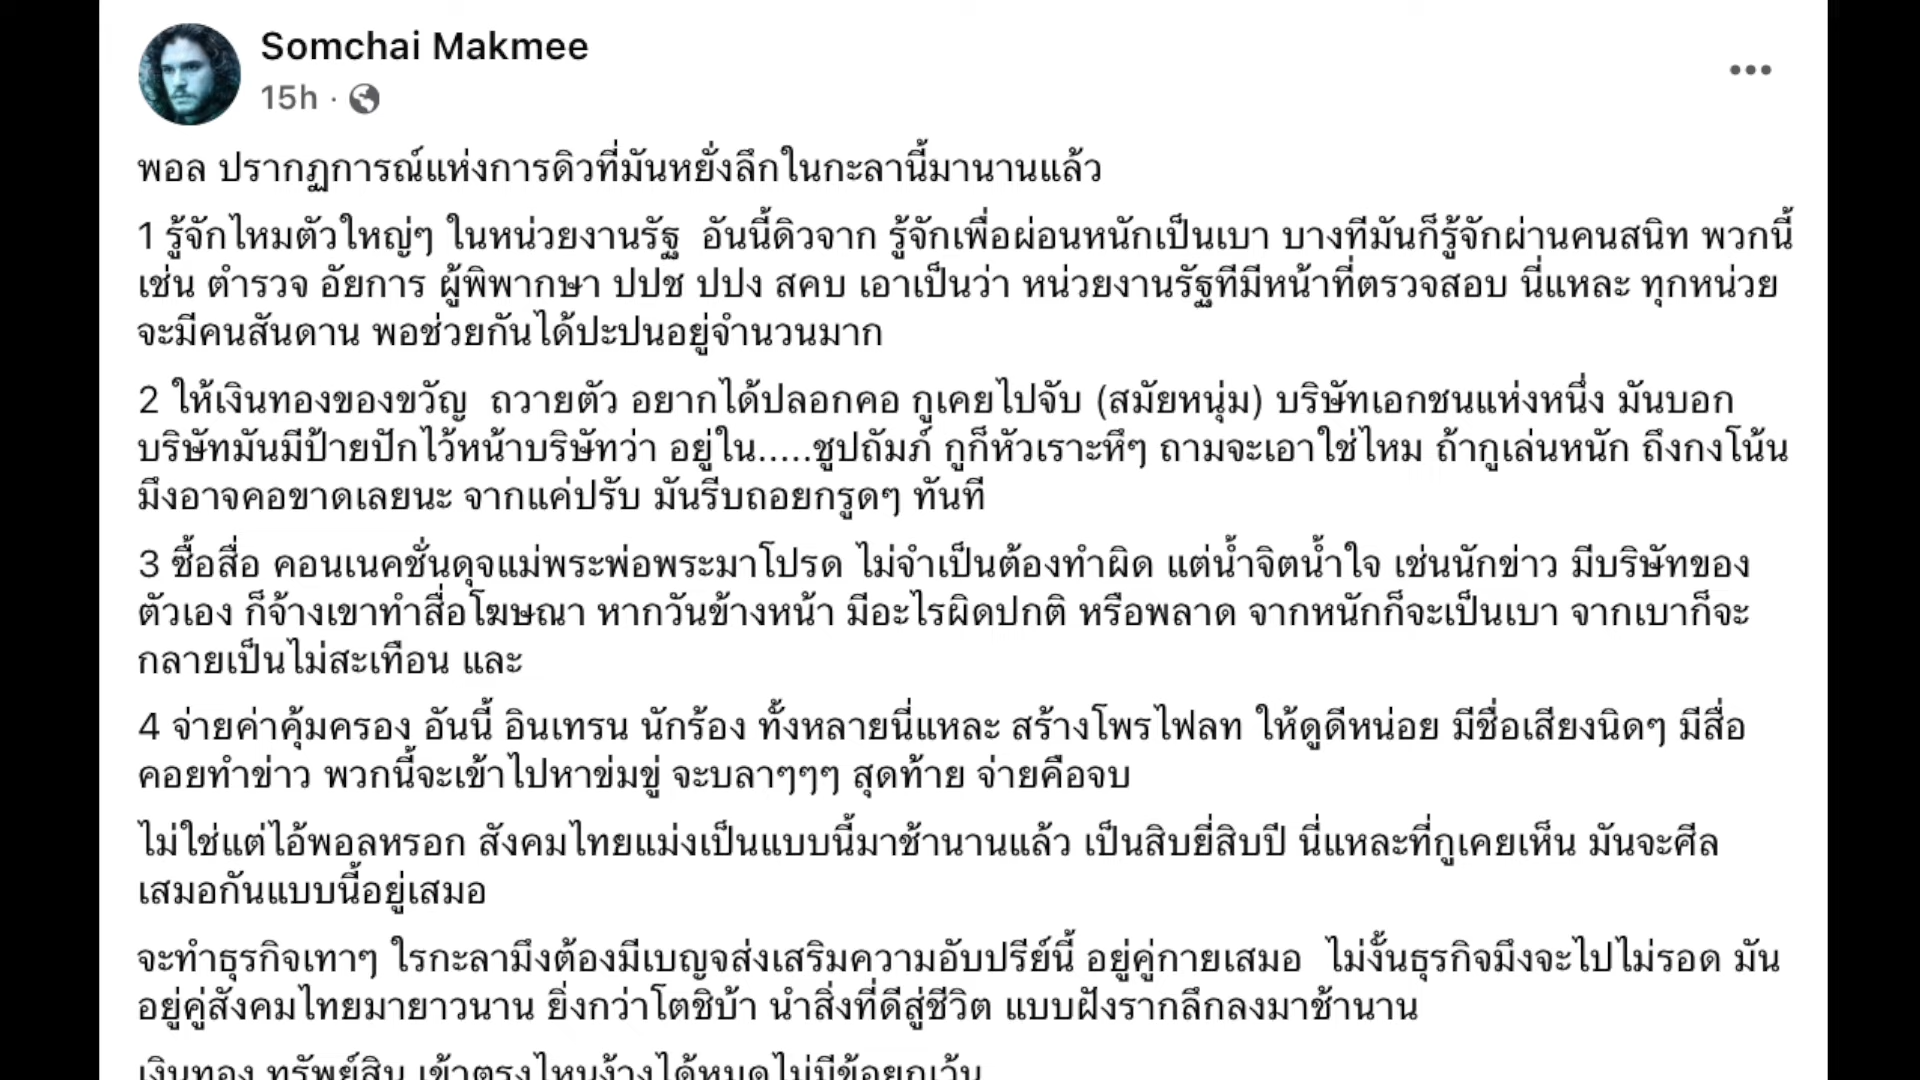 Somchai Makmee
15h ·
พอล ปรากฏการณ์แห่งการดิวที่มันหยั่งลึกในกะลานี้มานานแล้ว
1 รู้จักไหมตัวใหญ่ๆ ในหน่วยงานรัฐ อันนี้ดิวจาก รู้จักเพื่อผ่อนหนักเป็นเบา บางทีมันก็รู้จักผ่านคนสนิท พวกนี้
เช่น ตำรวจ อัยการ ผู้พิพากษา ปปช ปปง สคบ เอาเป็นว่า หน่วยงานรัฐทีมีหน้าที่ตรวจสอบ นี่แหละ ทุกหน่วย
จะมีคนสันดาน พอช่วยกันได้ปะปนอยู่จำนวนมาก
2 ให้เงินทองของขวัญ ถวายตัว อยากได้ปลอกคอ กูเคยไปจับ (สมัยหนุ่ม) บริษัทเอกชนแห่งหนึ่ง มันบอก
บริษัทมันมีป้ายปักไว้หน้าบริษัทว่า อยู่ใน.....ชูปถัมภ์ กูก็หัวเราะหึๆ ถามจะเอาใช่ไหม ถ้ากูเล่นหนัก ถึงกงโน้น
มึงอาจคอขาดเลยนะ จากแค่ปรับ มันรีบถอยกรูดๆ ทันที
3 ซื้อสื่อ คอนเนคชั่นดุจแม่พระพ่อพระมาโปรด ไม่จำเป็นต้องทำผิด แต่น้ำจิตน้ำใจ เช่นนักข่าว มีบริษัทของ
ตัวเอง ก็จ้างเขาทำสื่อโฆษณา หากวันข้างหน้า มีอะไรผิดปกติ หรือพลาด จากหนักก็จะเป็นเบา จากเบาก็จะ
กลายเป็นไม่สะเทือน และ
4 จ่ายค่าคุ้มครอง อันนี้ อินเทรน นักร้อง ทั้งหลายนี่แหละ สร้างโพรไฟลท ให้ดูดีหน่อย มีชื่อเสียงนิดๆ มีสื่อ
คอยทำข่าว พวกนี้จะเข้าไปหาข่มขู่ จะบลาๆๆๆ สุดท้าย จ่ายคือจบ
ไม่ใช่แต่ไอ้พอลหรอก สังคมไทยแม่งเป็นแบบนี้มาช้านานแล้ว เป็นสิบยี่สิบปี นี่แหละที่กูเคยเห็น มันจะศีล
เสมอกันแบบนี้อยู่เสมอ
จะทำธุรกิจเทาๆ ใรกะลามึงต้องมีเบญจส่งเสริมความอับปรีย์นี้ อยู่คู่กายเสมอ ไม่งั้นธุรกิจมึงจะไปไม่รอด มัน
อยู่คู่สังคมไทยมายาวนาน ยิ่งกว่าโตชิบ้า นำสิ่งที่ดีสู่ชีวิต แบบฝังรากลึกลงมาช้านาน
เงินทอง ทรัพย์สิน เข้าตรงไหนง้างได้หมดไม่มีข้อยกเว้น